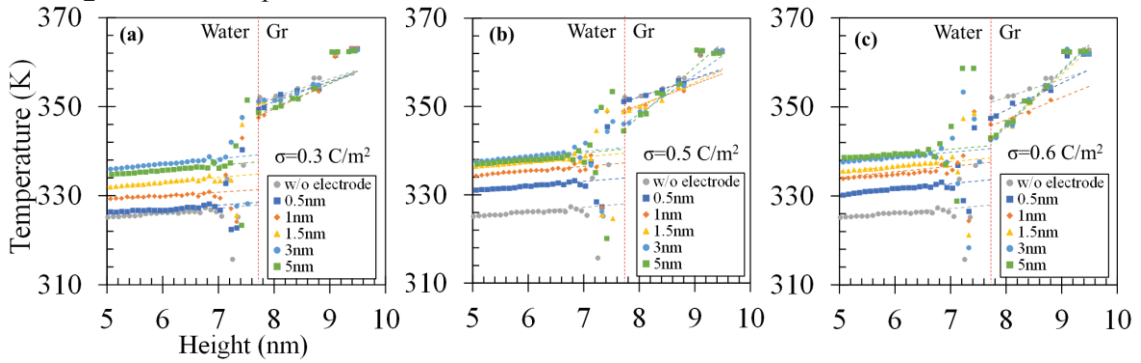 370
350
330
310
Temperature (K)
(a)
Water
Gr
σ=0.3 C/m²
w/o electrode
0.5nm
1nm
1.5nm
3nm
5nm
5 6 7 8 9 10
Height (nm)
370
350
330
310
(b)
Water
Gr
σ=0.5 C/m²
w/o electrode
0.5nm
1nm
1.5nm
3nm
5nm
5 6 7 8 9 10
370
350
330
310
(c)
Water
Gr
σ=0.6 C/m²
w/o electrode
0.5nm
1nm
1.5nm
3nm
5nm
5 6 7 8 9 10